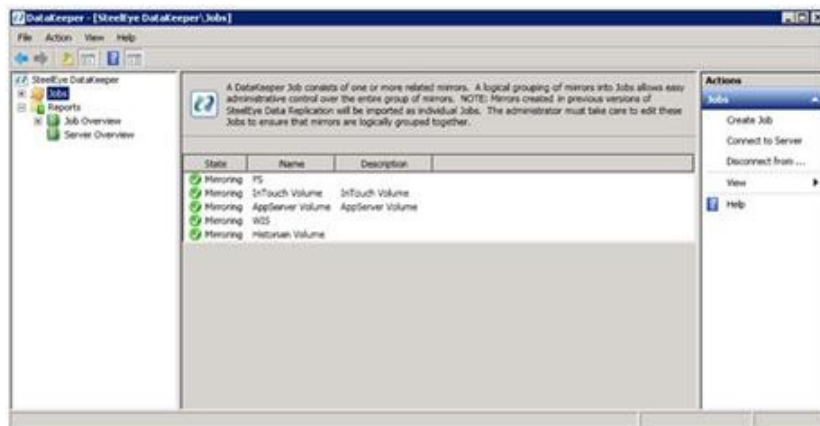 DataKeeper - [SteelEye DataKeeper\Jobs]
File Action View Help
SteelEye DataKeeper
Jobs
Reports
Job Overview
Server Overview
A DataKeeper Job consists of one or more related mirrors. A logical grouping of mirrors into Jobs allows easy
administrative control over the entire group of mirrors. NOTE: Mirrors created in previous versions of
SteelEye Data Replication will be imported as individual Jobs. The administrator must take care to edit these
Jobs to ensure that mirrors are logically grouped together.
State Name Description
Mirroring FS
Mirroring InTouch Volume InTouch Volume
Mirroring AppServer Volume AppServer Volume
Mirroring WIS
Mirroring Historian Volume
Actions
Jobs
Create Job
Connect to Server
Disconnect from ...
View
Help